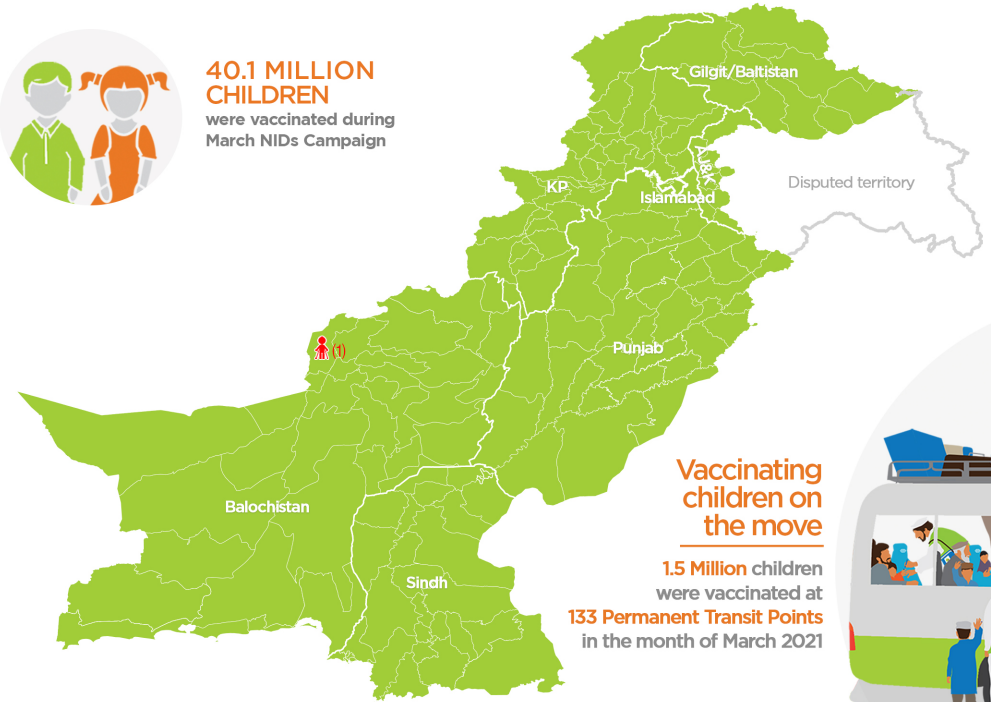 40.1 MILLION
CHILDREN
were vaccinated during
March NIDs Campaign
Gilgit/Baltistan
AJ&K
Disputed territory
KP
Islamabad
(1)
Punjab
Balochistan
Sindh
Vaccinating
children on
the move
1.5 Million children
were vaccinated at
133 Permanent Transit Points
in the month of March 2021